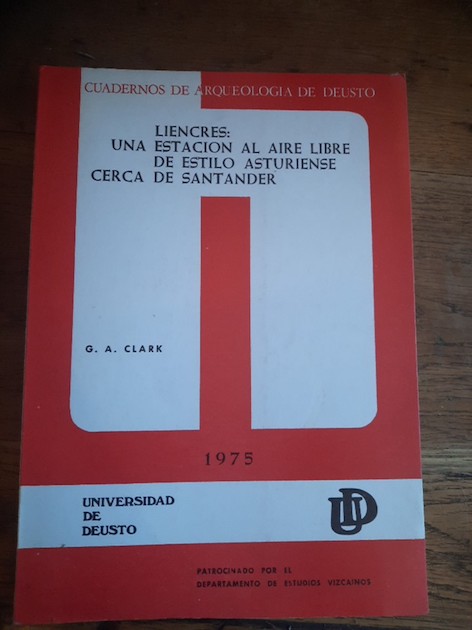 CUADERNOS DE ARQUEOLOGIA DE DEUSTO
LIENCRES:
UNA ESTACION AL AIRE LIBRE
DE ESTILO ASTURIENSE
CERCA DE SANTANDER
G. A. CLARK
1975
UNIVERSIDAD
DE
DEUSTO
UD
PATROCINADO POR EL
DEPARTAMENTO DE ESTUDIOS VIZCAINOS